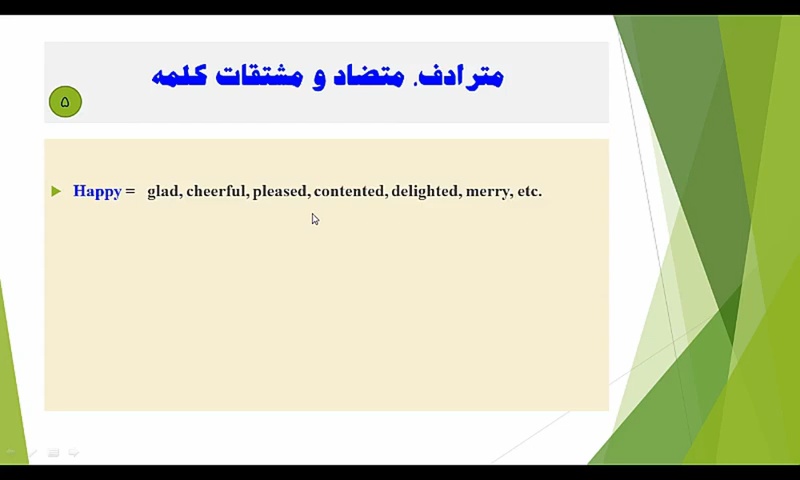 مترادف، متضاد و مشتقات کلمه
۵
Happy = glad, cheerful, pleased, contented, delighted, merry, etc.